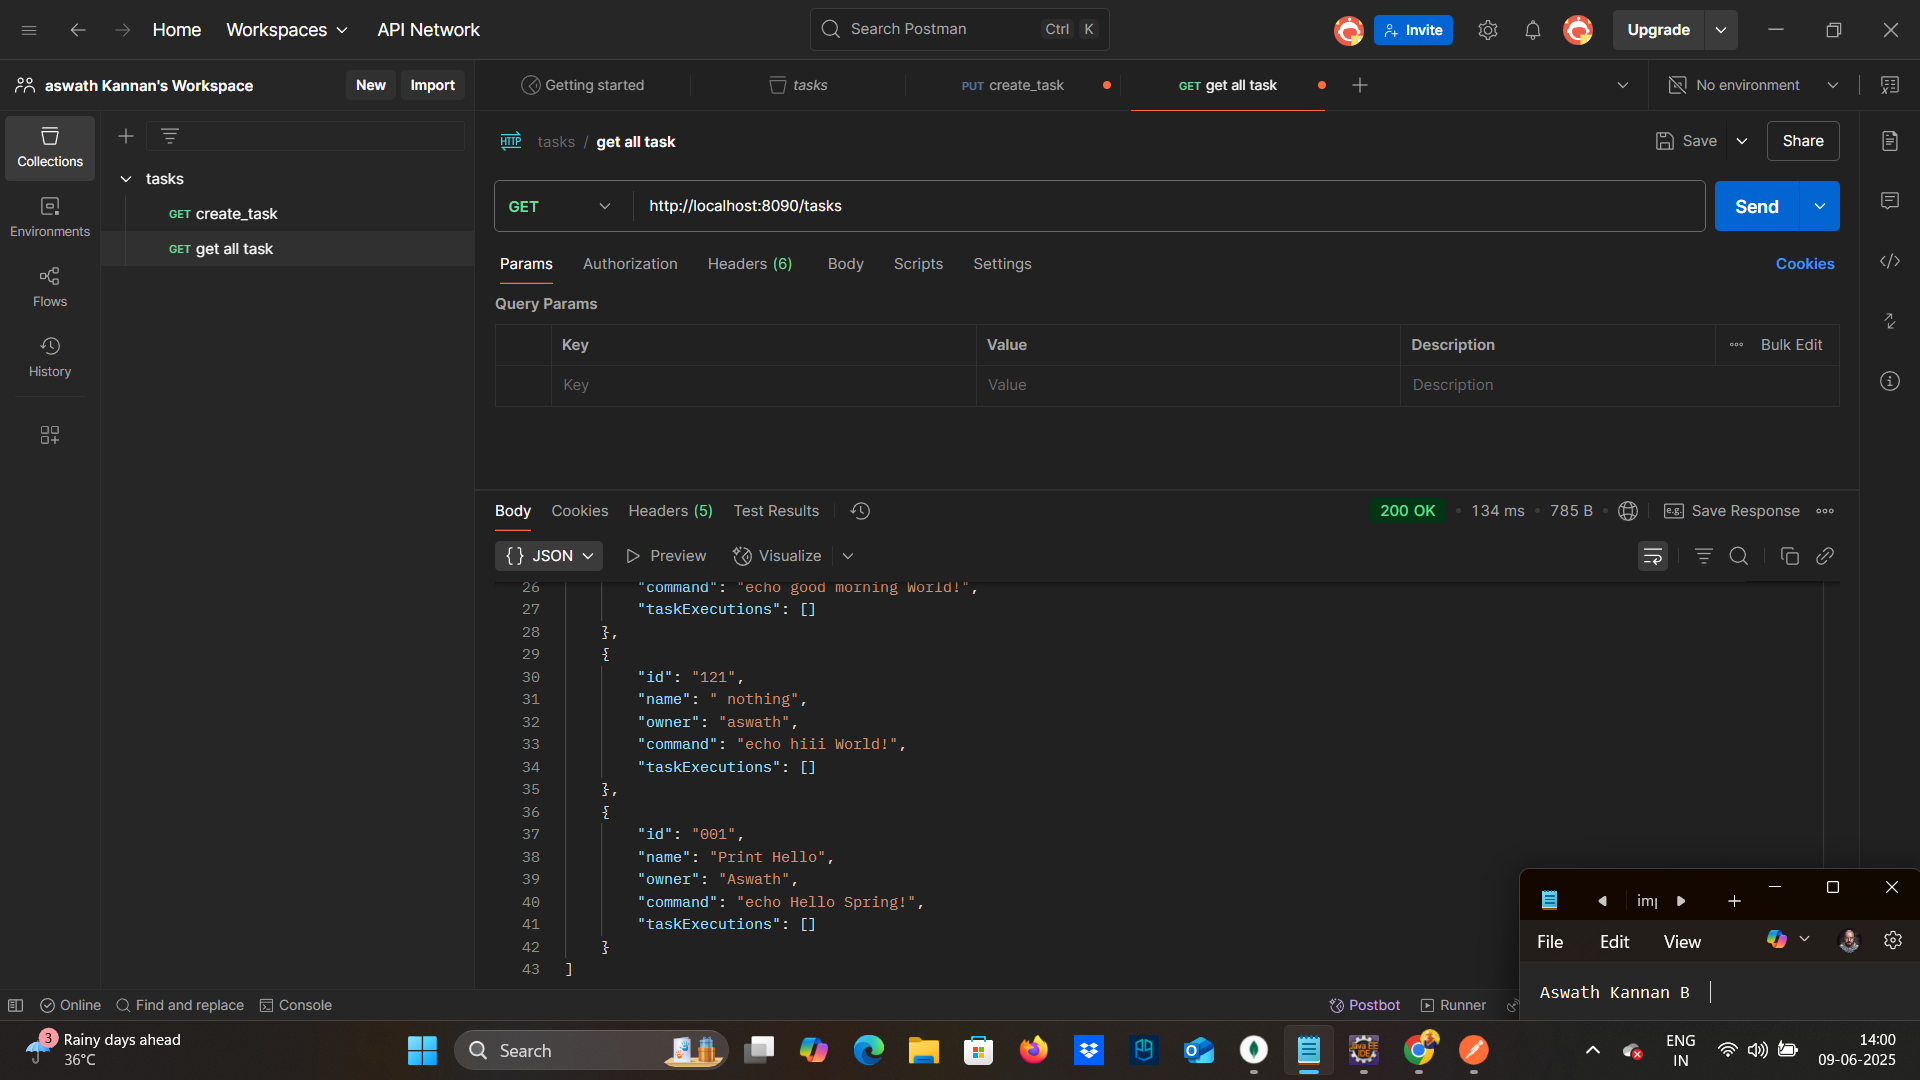 Home
Workspaces
API Network
Search Postman
Ctrl K
Invite
Upgrade
aswath Kannan's Workspace
New
Import
Getting started
tasks
PUT create_task
GET get all task
No environment
Collections
Environments
Flows
History
tasks
GET create_task
GET get all task
HTTP
tasks / get all task
Save
Share
GET
http://localhost:8090/tasks
Send
Params
Authorization
Headers (6)
Body
Scripts
Settings
Cookies
Query Params
Key Value Description Bulk Edit
Key Value Description
Body
Cookies
Headers (5)
Test Results
200 OK
134 ms
785 B
e.g. Save Response
{} JSON
Preview
Visualize
26 "command": "echo good morning World!",
27 "taskExecutions": []
28 },
29 {
30 "id": "121",
31 "name": " nothing",
32 "owner": "aswath",
33 "command": "echo hiii World!",
34 "taskExecutions": []
35 },
36 {
37 "id": "001",
38 "name": "Print Hello",
39 "owner": "Aswath",
40 "command": "echo Hello Spring!",
41 "taskExecutions": []
42 }
43 ]
File
Edit
View
Aswath Kannan B
Online
Find and replace
Console
Postbot
Runner
3
Rainy days ahead
36°C
Search
Java EE
IDE
ENG
IN
14:00
09-06-2025